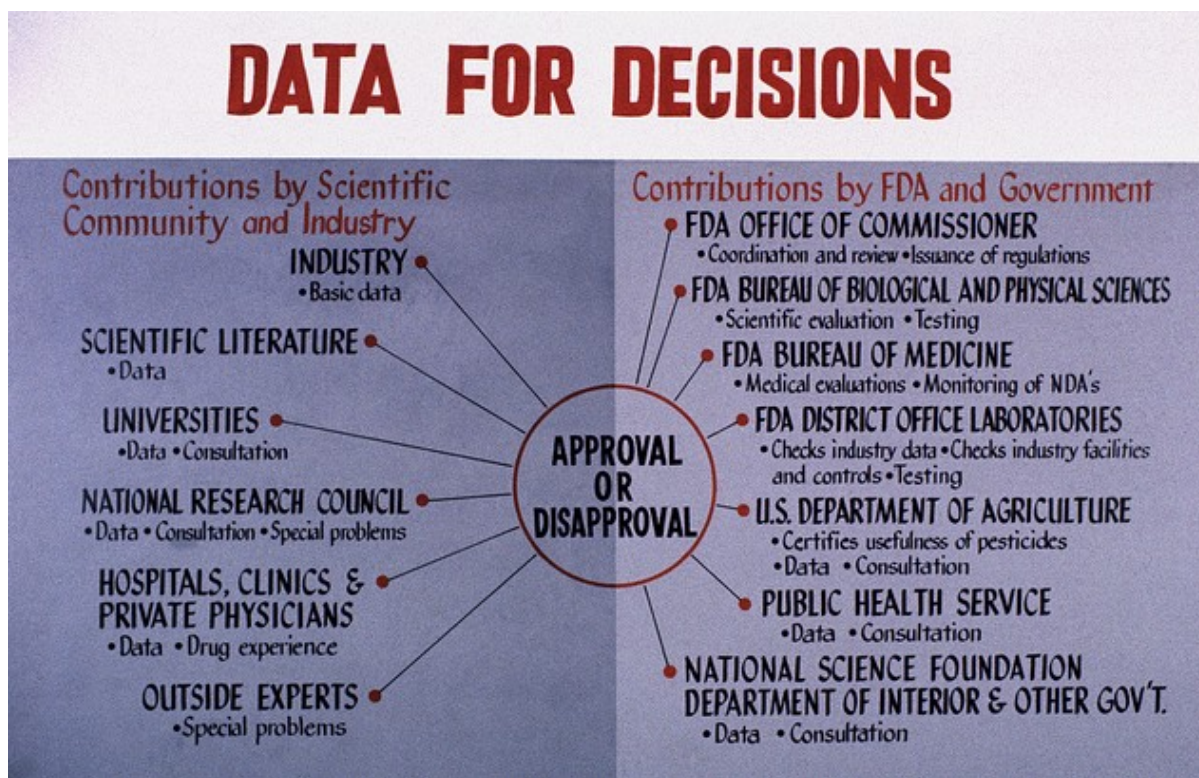 DATA FOR DECISIONS
Contributions by Scientific
Community and Industry
INDUSTRY
•Basic data
SCIENTIFIC LITERATURE
•Data
UNIVERSITIES
•Data •Consultation
NATIONAL RESEARCH COUNCIL
•Data •Consultation •Special problems
HOSPITALS, CLINICS &
PRIVATE PHYSICIANS
•Data •Drug experience
OUTSIDE EXPERTS
•Special problems
APPROVAL
OR
DISAPPROVAL
Contributions by FDA and Government
FDA OFFICE OF COMMISSIONER
•Coordination and review •Issuance of regulations
FDA BUREAU OF BIOLOGICAL AND PHYSICAL SCIENCES
•Scientific evaluation •Testing
FDA BUREAU OF MEDICINE
•Medical evaluations •Monitoring of NDA's
FDA DISTRICT OFFICE LABORATORIES
•Checks industry data •Checks industry facilities
and controls •Testing
U.S. DEPARTMENT OF AGRICULTURE
•Certifies usefulness of pesticides
•Data •Consultation
PUBLIC HEALTH SERVICE
•Data •Consultation
NATIONAL SCIENCE FOUNDATION
DEPARTMENT OF INTERIOR & OTHER GOV'T.
•Data •Consultation